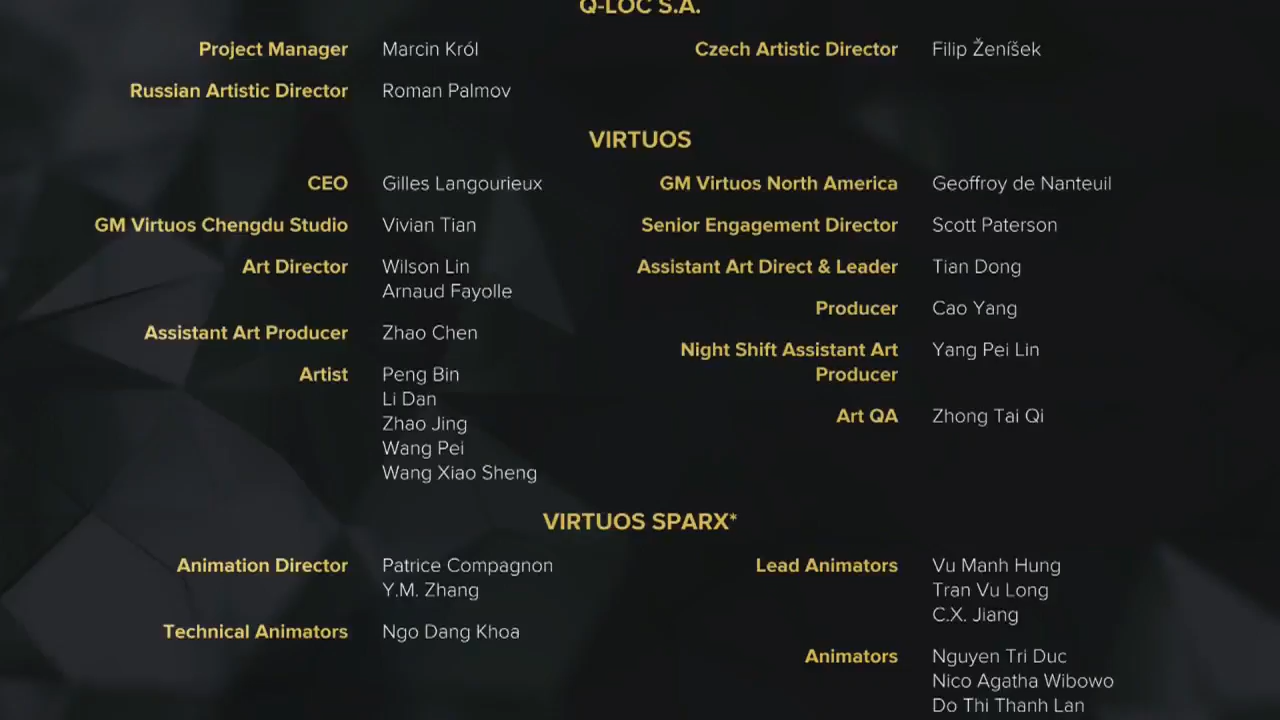 Q-LOC S.A.
Project Manager Marcin Król
Russian Artistic Director Roman Palmov
Czech Artistic Director Filip Ženíšek
VIRTUOS
CEO Gilles Langourieux
GM Virtuos Chengdu Studio Vivian Tian
Art Director Wilson Lin
Arnaud Fayolle
Assistant Art Producer Zhao Chen
Artist Peng Bin
Li Dan
Zhao Jing
Wang Pei
Wang Xiao Sheng
GM Virtuos North America Geoffroy de Nanteuil
Senior Engagement Director Scott Paterson
Assistant Art Direct & Leader Tian Dong
Producer Cao Yang
Night Shift Assistant Art Yang Pei Lin
Producer
Art QA Zhong Tai Qi
VIRTUOS SPARX*
Animation Director Patrice Compagnon
Y.M. Zhang
Technical Animators Ngo Dang Khoa
Lead Animators Vu Manh Hung
Tran Vu Long
C.X. Jiang
Animators Nguyen Tri Duc
Nico Agatha Wibowo
Do Thi Thanh Lan